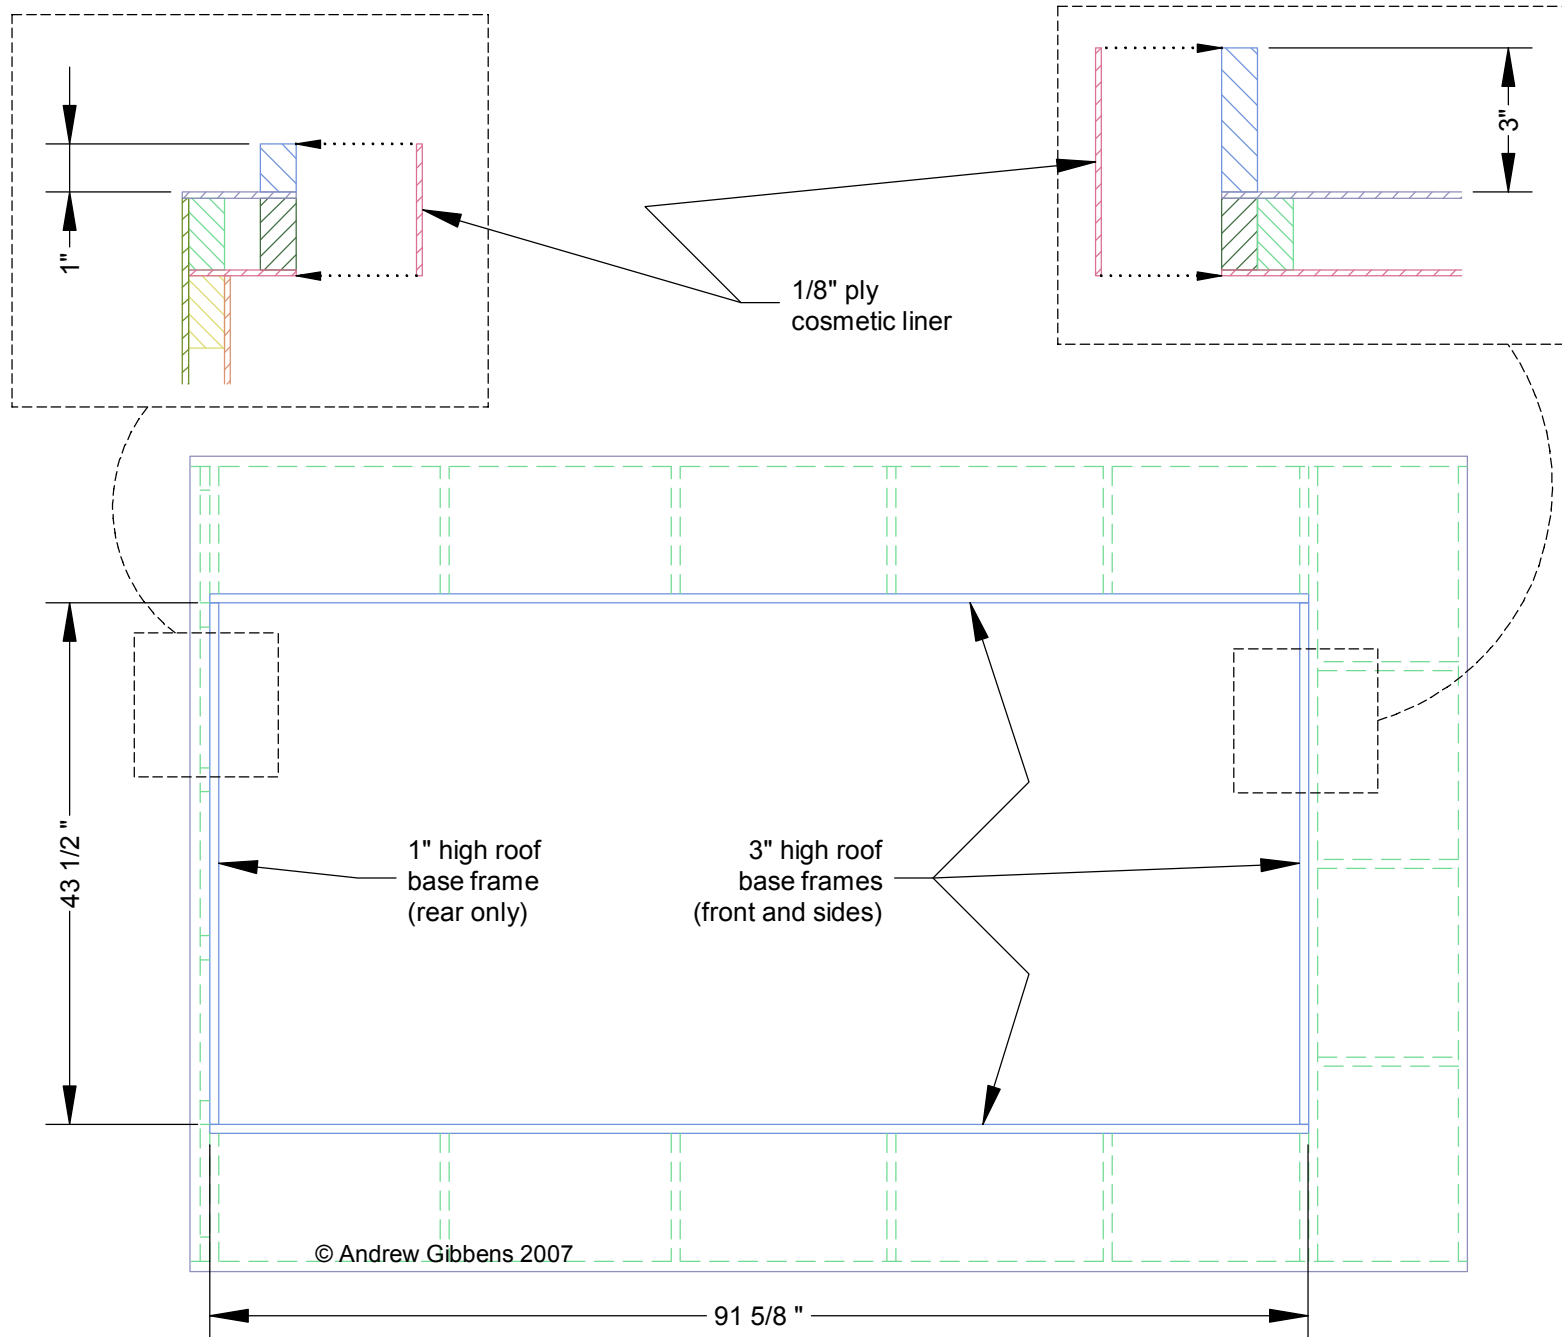 3"
1"
1/8" ply
cosmetic liner
43 1/2 "
1" high roof
base frame
(rear only)
3" high roof
base frames
(front and sides)
© Andrew Gibbens 2007
91 5/8 "